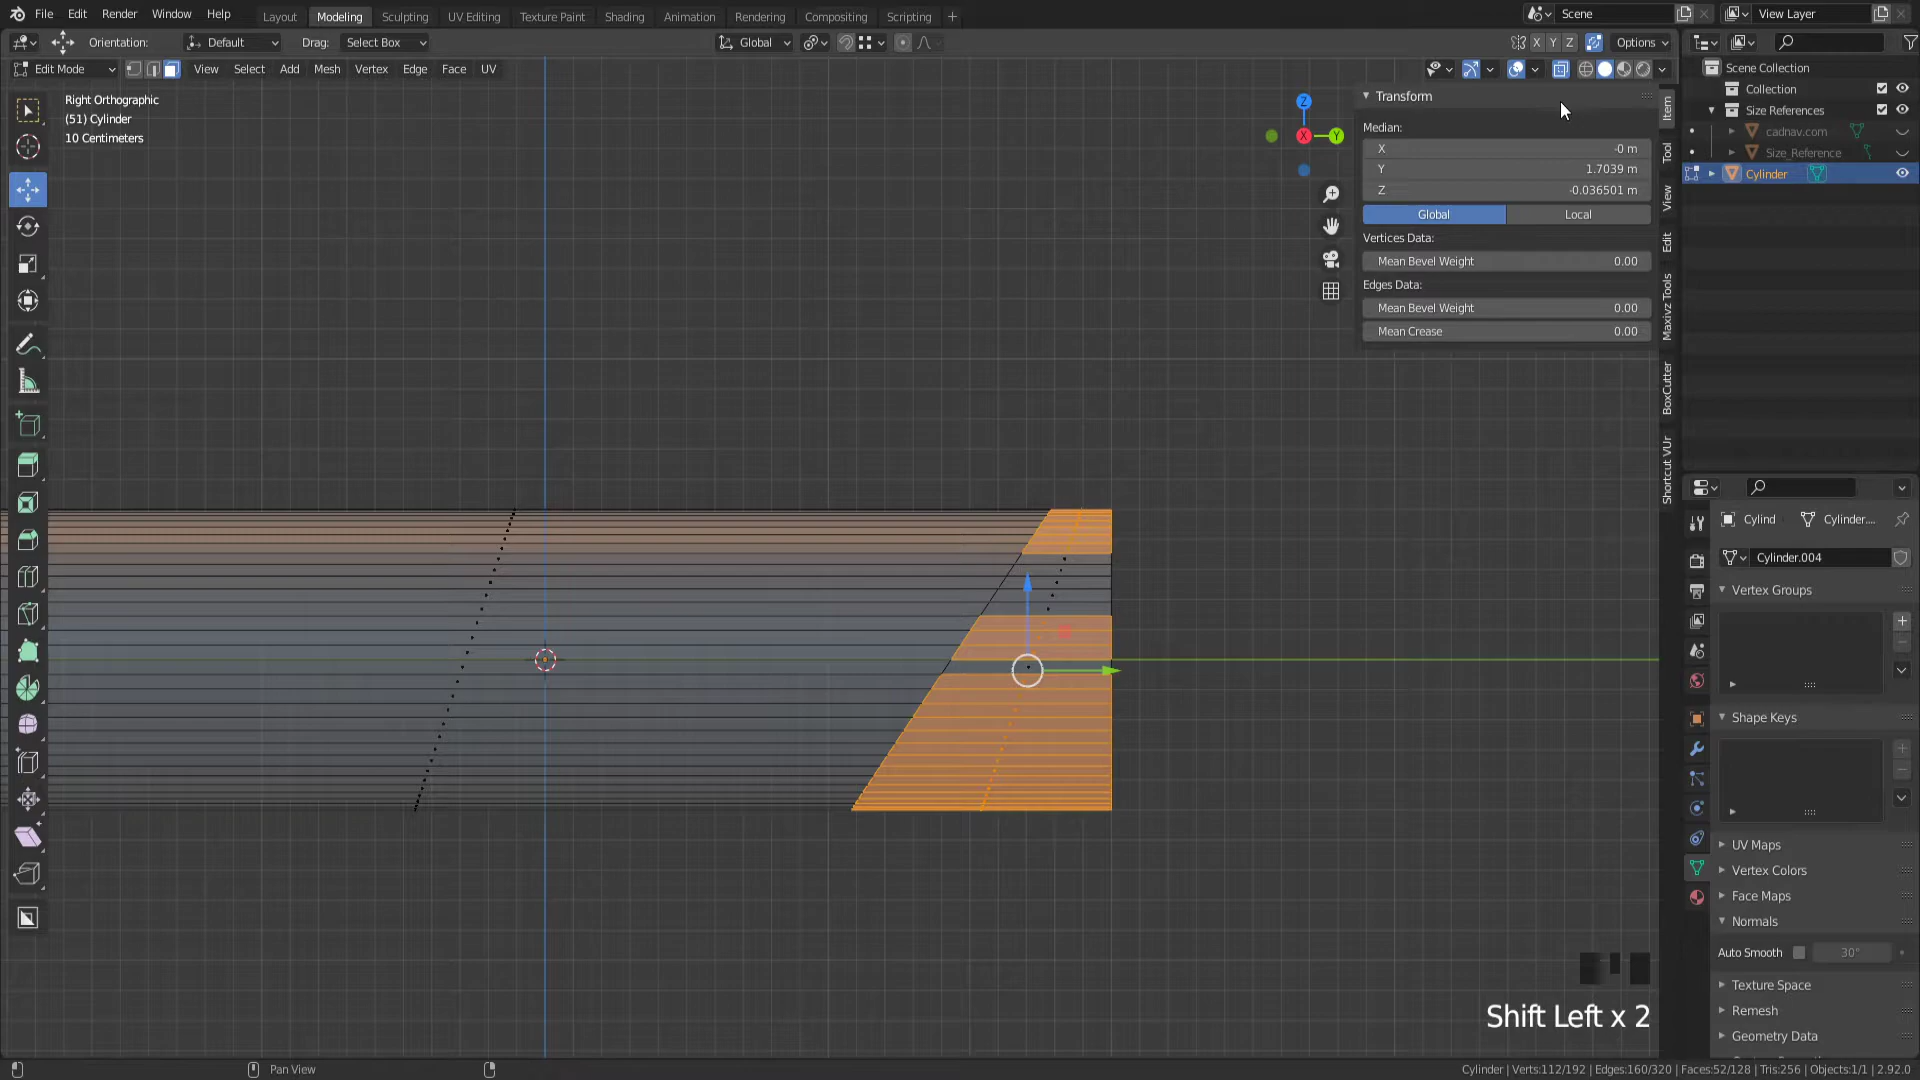 File Edit Render Window Help Layout Modeling Sculpting UV Editing Texture Paint Shading Animation Rendering Compositing Scripting + Scene View Layer
Orientation: Default Drag: Select Box Global X Y Z Options
Edit Mode View Select Add Mesh Vertex Edge Face UV
Right Orthographic
(51) Cylinder
10 Centimeters
Z
X
Y
Transform
Median:
X -0 m
Y 1.7039 m
Z -0.036501 m
Global Local
Vertices Data:
Mean Bevel Weight 0.00
Edges Data:
Mean Bevel Weight 0.00
Mean Crease 0.00
Item
Tool
View
Edit
Maxivz Tools
BoxCutter
Shortcut VUr
Scene Collection
Collection
Size References
cadnav.com
Size_Reference
Cylinder
Cylind Cylinder...
Cylinder.004
Vertex Groups
Shape Keys
UV Maps
Vertex Colors
Face Maps
Normals
Auto Smooth 30°
Texture Space
Remesh
Geometry Data
Shift Left x 2
Pan View
Cylinder | Verts:112/192 | Edges:160/320 | Faces:52/128 | Tris:256 | Objects:1/1 | 2.92.0